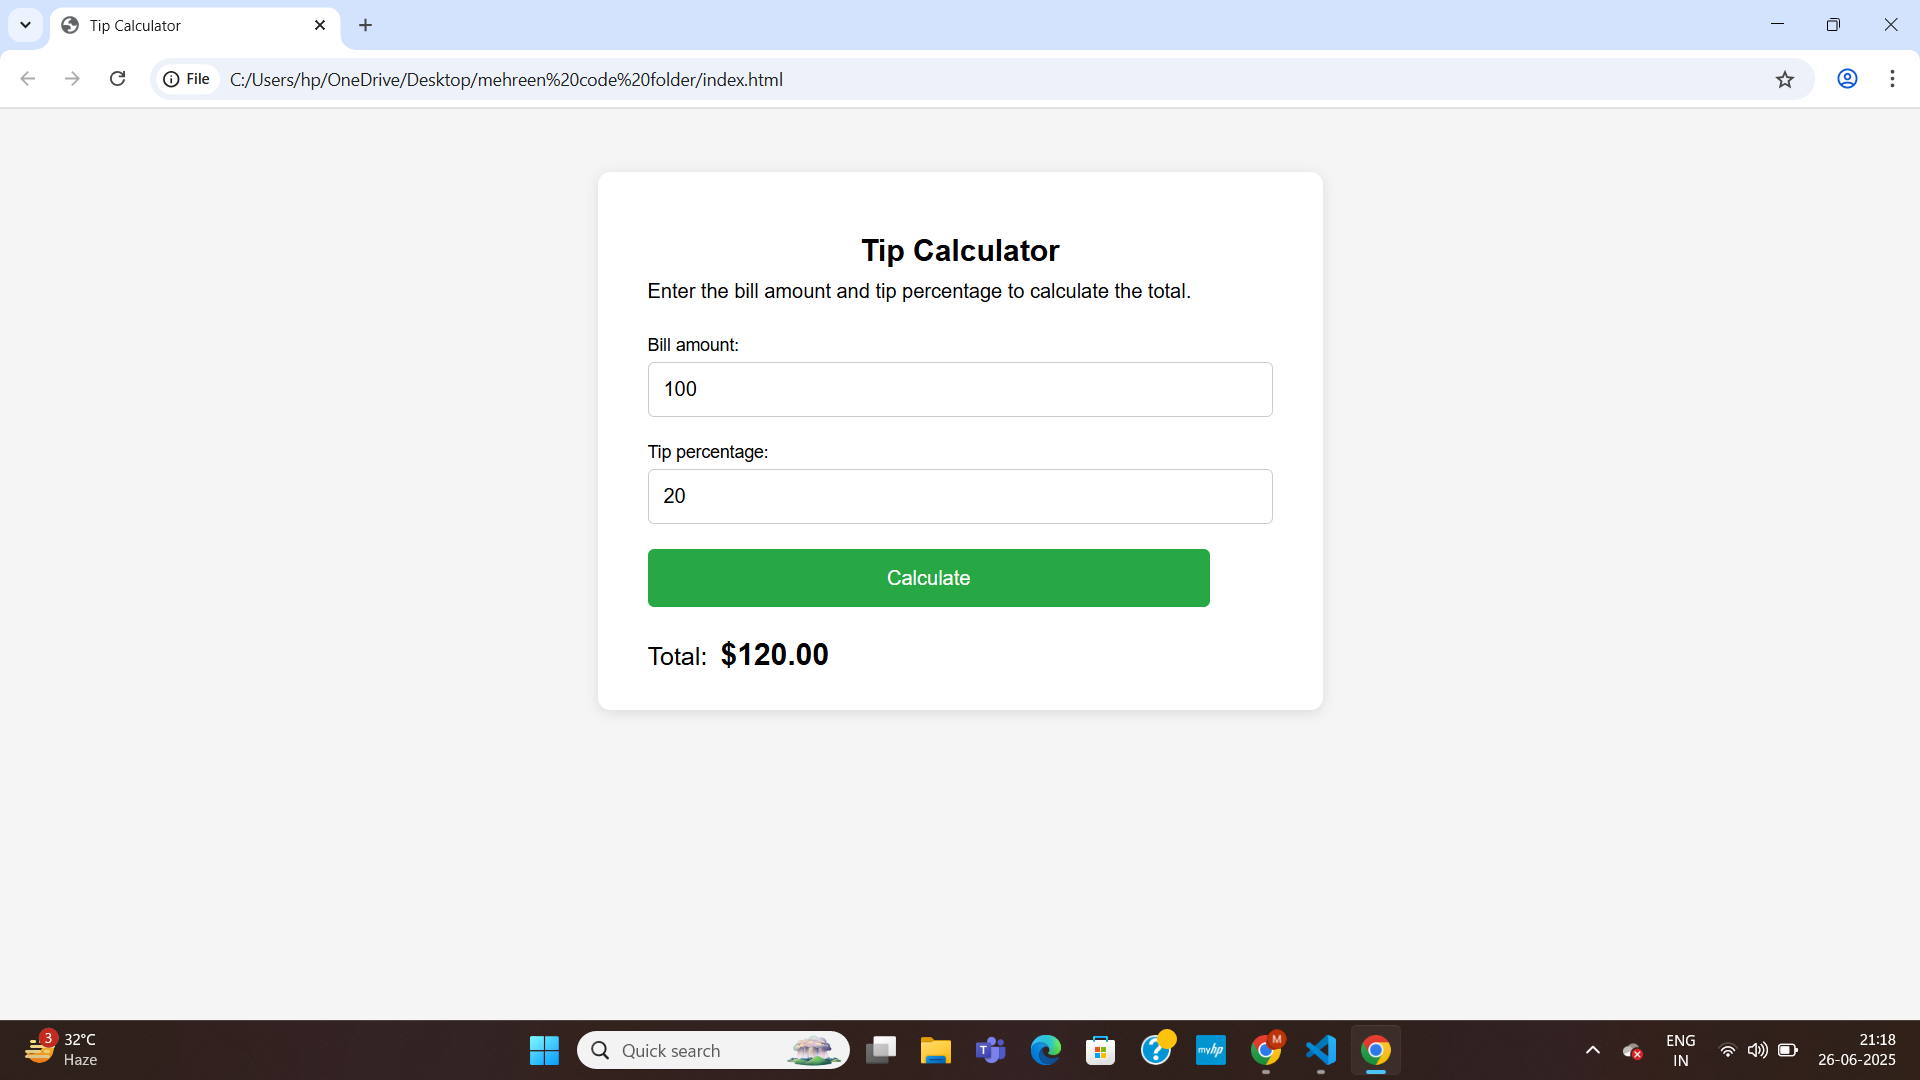 Tip Calculator
File
C:/Users/hp/OneDrive/Desktop/mehreen%20code%20folder/index.html
Tip Calculator
Enter the bill amount and tip percentage to calculate the total.
Bill amount:
100
Tip percentage:
20
Calculate
Total: $120.00
3
32°C
Haze
Quick search
T
?
myhp
M
ENG
IN
21:18
26-06-2025